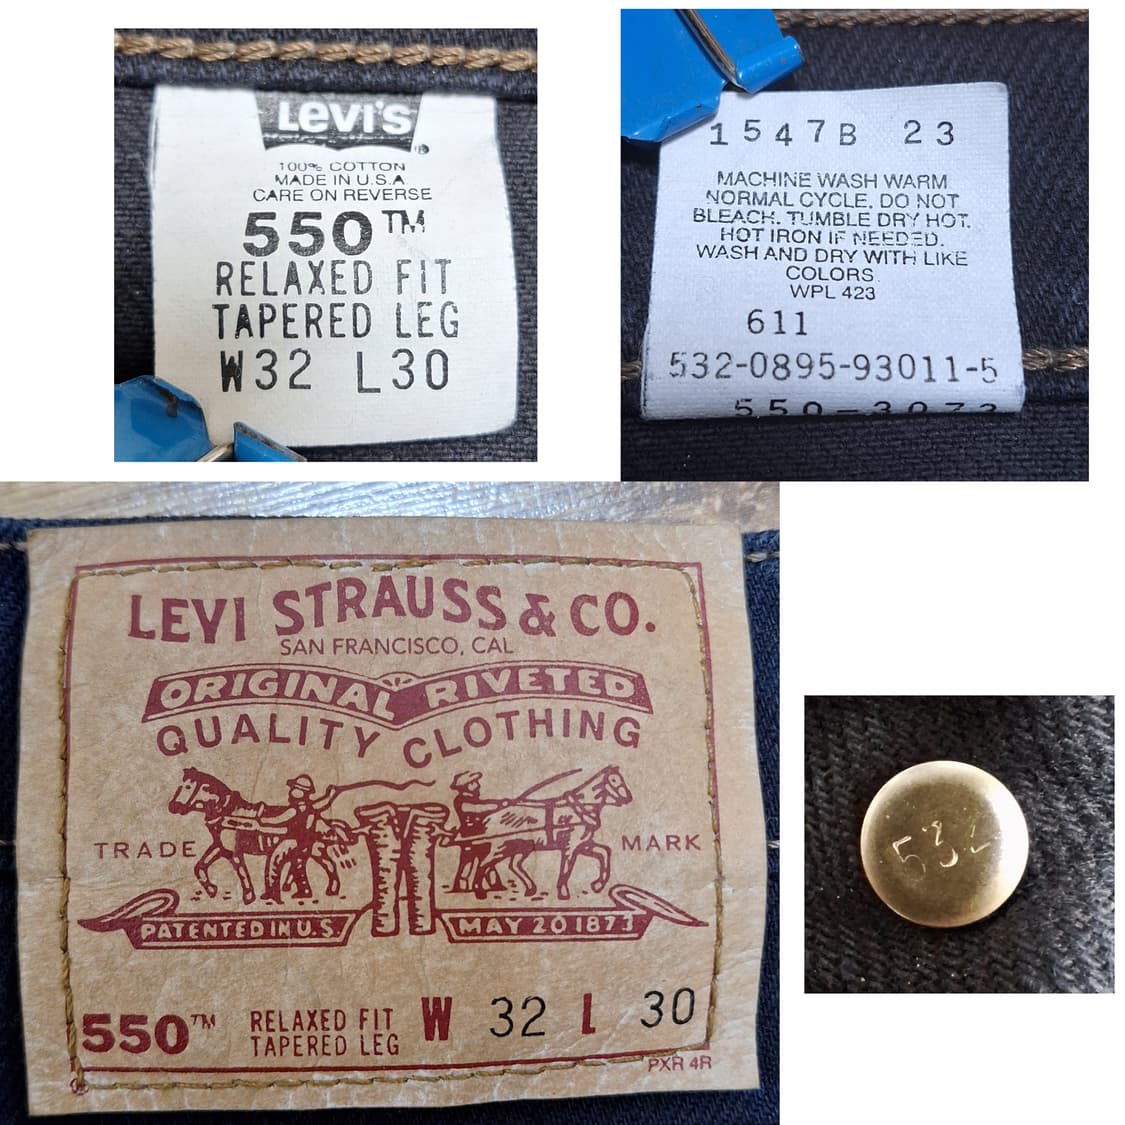 Levi's
®
100% COTTON
MADE IN U.S.A.
CARE ON REVERSE
550™
RELAXED FIT
TAPERED LEG
W32 L30
1547B 23
MACHINE WASH WARM
NORMAL CYCLE. DO NOT
BLEACH. TUMBLE DRY HOT.
HOT IRON IF NEEDED.
WASH AND DRY WITH LIKE
COLORS.
WPL 423
611
532-0895-93011-5
550-3073
LEVI STRAUSS & CO.
SAN FRANCISCO, CAL
ORIGINAL RIVETED
QUALITY CLOTHING
TRADE MARK
PATENTED IN U.S. MAY 20 1873
550™ RELAXED FIT W 32 L 30
TAPERED LEG
PXR 4R
®
532